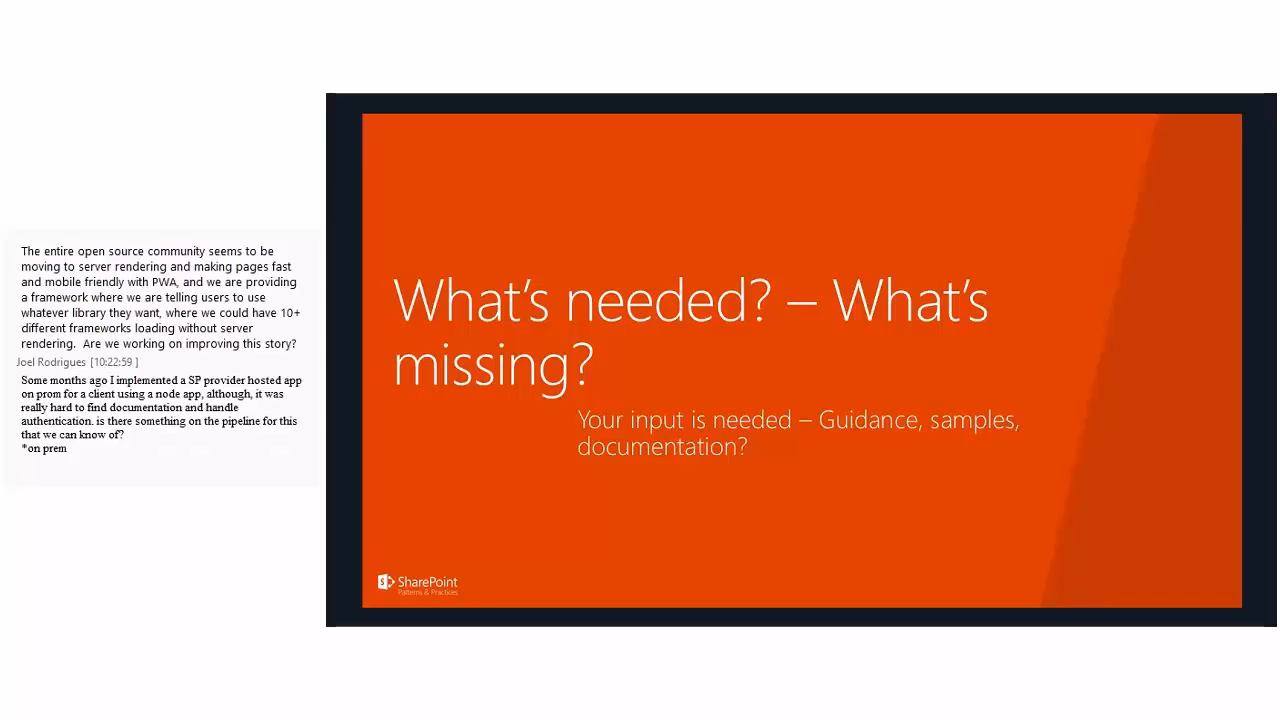 The entire open source community seems to be
moving to server rendering and making pages fast
and mobile friendly with PWA, and we are providing
a framework where we are telling users to use
whatever library they want, where we could have 10+
different frameworks loading without server
rendering.  Are we working on improving this story?
Joel Rodrigues [10:22:59 ]
Some months ago I implemented a SP provider hosted app
on prom for a client using a node app, although, it was
really hard to find documentation and handle
authentication. is there something on the pipeline for this
that we can know of?
*on prem
What's needed? – What's
missing?
Your input is needed – Guidance, samples,
documentation?
SharePoint
Patterns & Practices